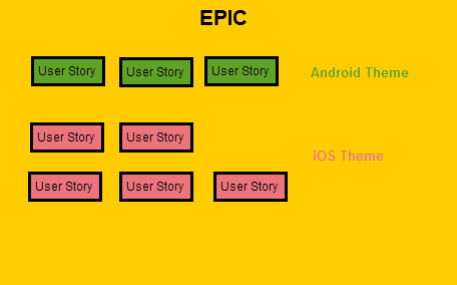 EPIC
User Story User Story User Story Android Theme
User Story User Story
iOS Theme
User Story User Story User Story